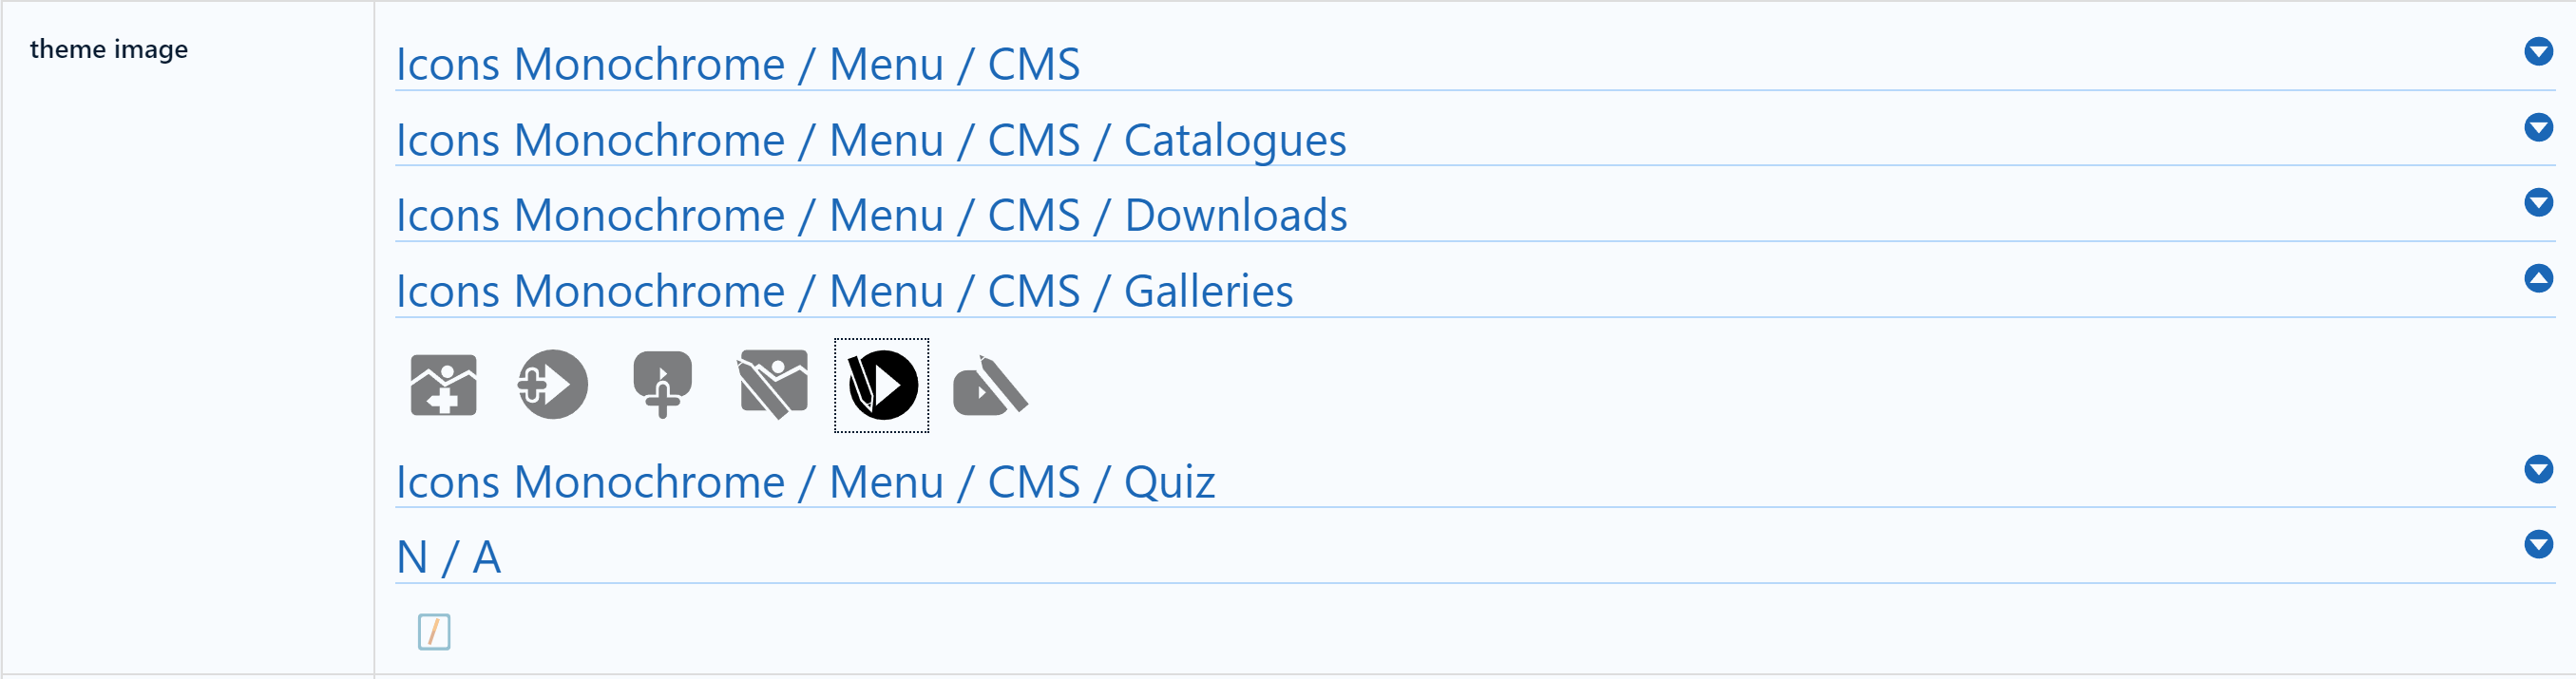 theme image
Icons Monochrome / Menu / CMS
Icons Monochrome / Menu / CMS / Catalogues
Icons Monochrome / Menu / CMS / Downloads
Icons Monochrome / Menu / CMS / Galleries
Icons Monochrome / Menu / CMS / Quiz
N / A